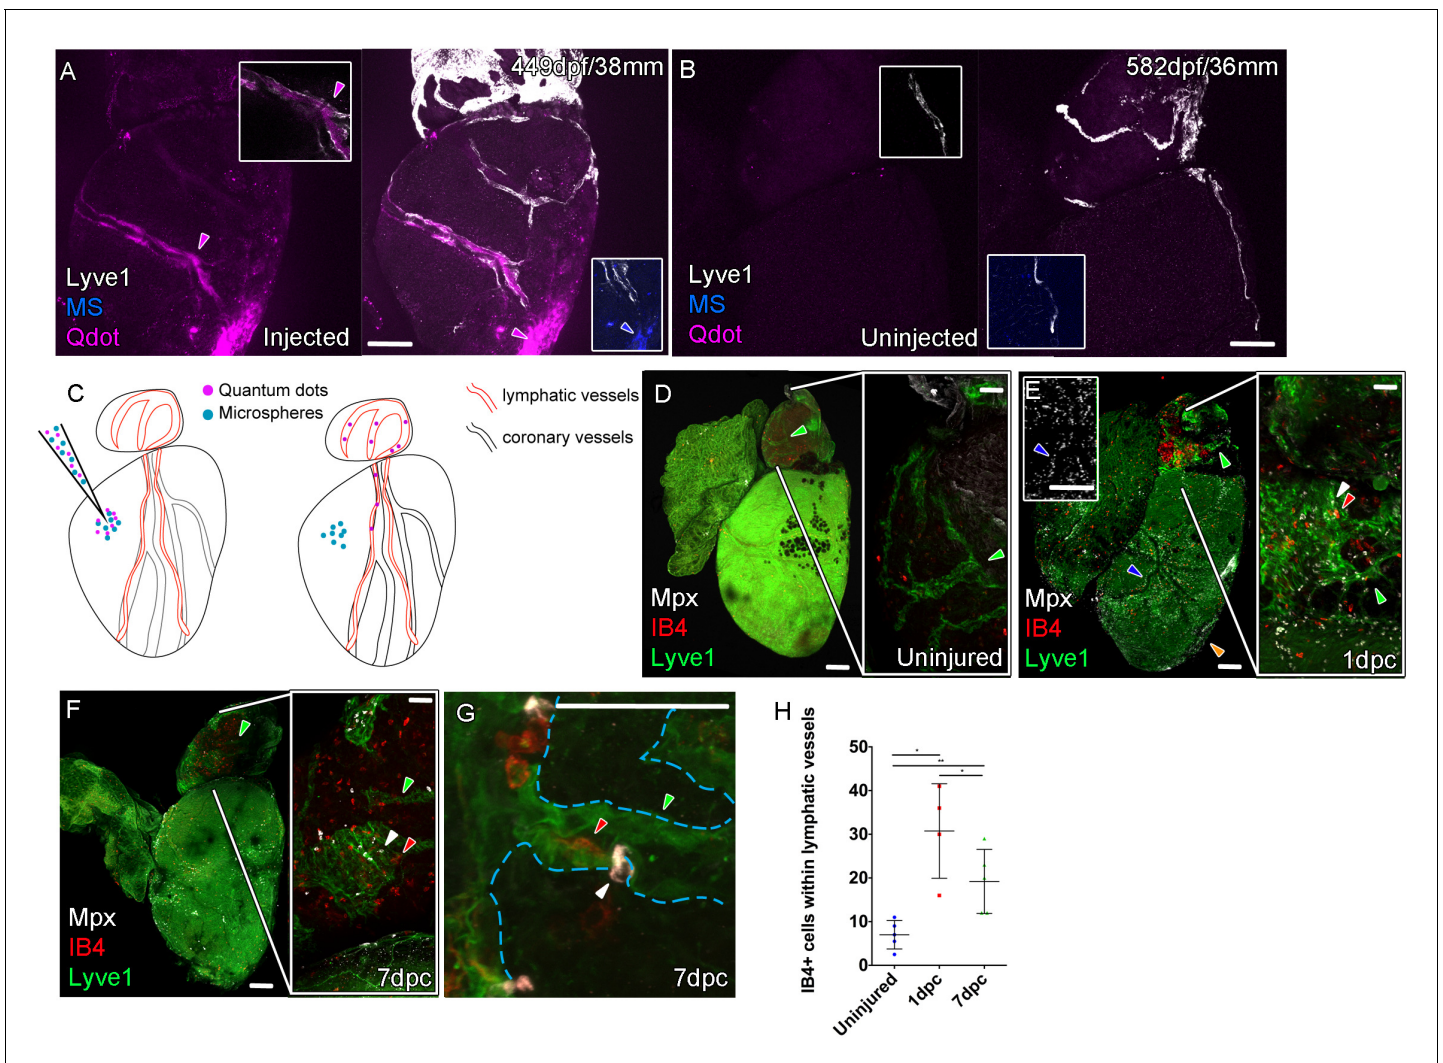 A
449dpf/38mm
Lyve1
MS
Qdot
Injected
B
582dpf/36mm
Lyve1
MS
Qdot
Uninjected
C
Quantum dots
Microspheres
lymphatic vessels
coronary vessels
D
Mpx
IB4
Lyve1
Uninjured
E
Mpx
IB4
Lyve1
1dpc
F
Mpx
IB4
Lyve1
7dpc
G
7dpc
H
IB4+ cells within lymphatic vessels
50
40
30
20
10
0
*
**
*
Uninjured
1dpc
7dpc